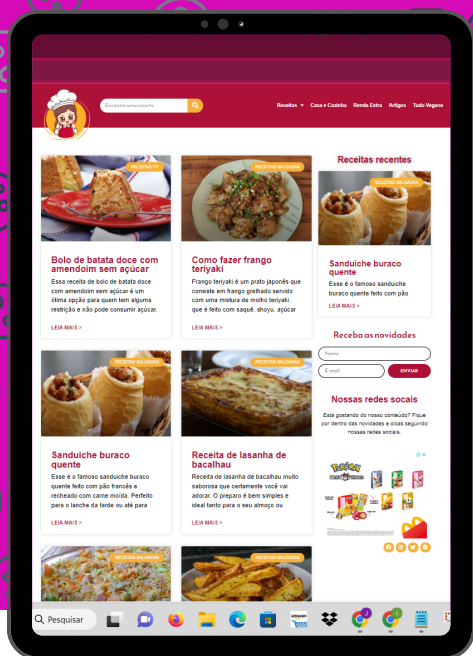 Encontre uma receita
Receitas
Casa e Cozinha
Renda Extra
Artigos
Tudo Vegano
RECEITAS FIT
Bolo de batata doce com
amendoim sem açúcar
Essa receita de bolo de batata doce
com amendoim sem açúcar é um
ótima opção para quem tem alguma
restrição e não pode consumir açúcar.
LEIA MAIS >
RECEITAS SALGADAS
Como fazer frango
teriyaki
Frango teriyaki é um prato japonês que
consiste em frango grelhado servido
com uma mistura de molho teriyaki,
que é feito com saquê, shoyu, açúcar
LEIA MAIS >
Receitas recentes
RECEITAS SALGADAS
Sanduiche buraco
quente
Esse é o famoso sanduiche
buraco quente feito com pão
LEIA MAIS >
Receba as novidades
Nome
E-mail
ENVIAR
RECEITAS SALGADAS
Sanduiche buraco
quente
Esse é o famoso sanduiche buraco
quente feito com pão francês e
recheado com carne moída. Perfeito
para o lanche da tarde ou até para
LEIA MAIS >
RECEITAS SALGADAS
Receita de lasanha de
bacalhau
Receita de lasanha de bacalhau muito
saborosa que certamente você vai
adorar. O preparo é bem simples e
ideal tanto para o seu almoço ou
LEIA MAIS >
Nossas redes socais
Está gostando do nosso conteúdo? Fique
por dentro das novidades e dicas seguindo
nossas redes sociais.
Pokémon
RECEITAS SALGADAS
RECEITAS SALGADAS
Pesquisar